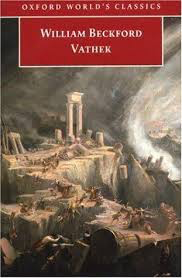 OXFORD WORLD'S CLASSICS
WILLIAM BECKFORD
VATHEK